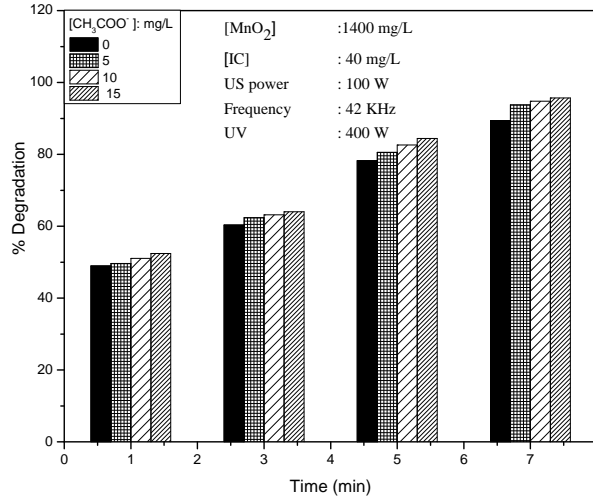 120
100
80
60
40
20
0
% Degradation
[CH₃COO⁻]: mg/L
0
5
10
15
[MnO₂] :1400 mg/L
[IC] : 40 mg/L
US power : 100 W
Frequency : 42 KHz
UV : 400 W
0 1 2 3 4 5 6 7
Time (min)